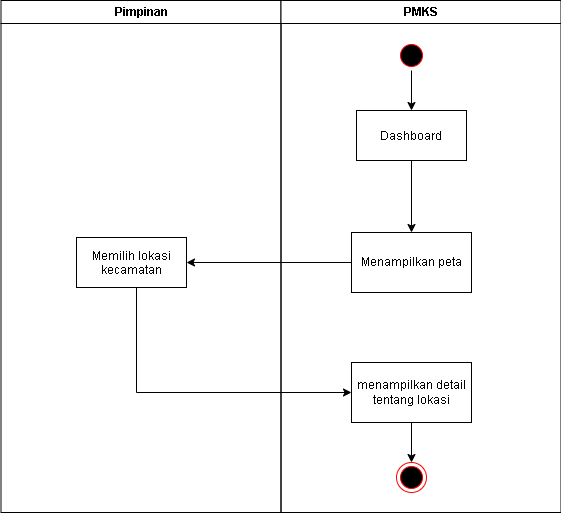 Pimpinan
PMKS
Dashboard
Memilih lokasi
kecamatan
Menampilkan peta
menampilkan detail
tentang lokasi